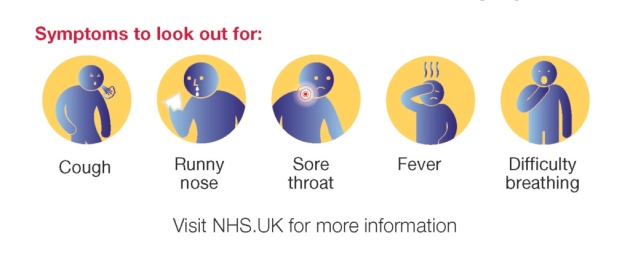 Symptoms to look out for:
Cough
Runny
nose
Sore
throat
Fever
Difficulty
breathing
Visit NHS.UK for more information